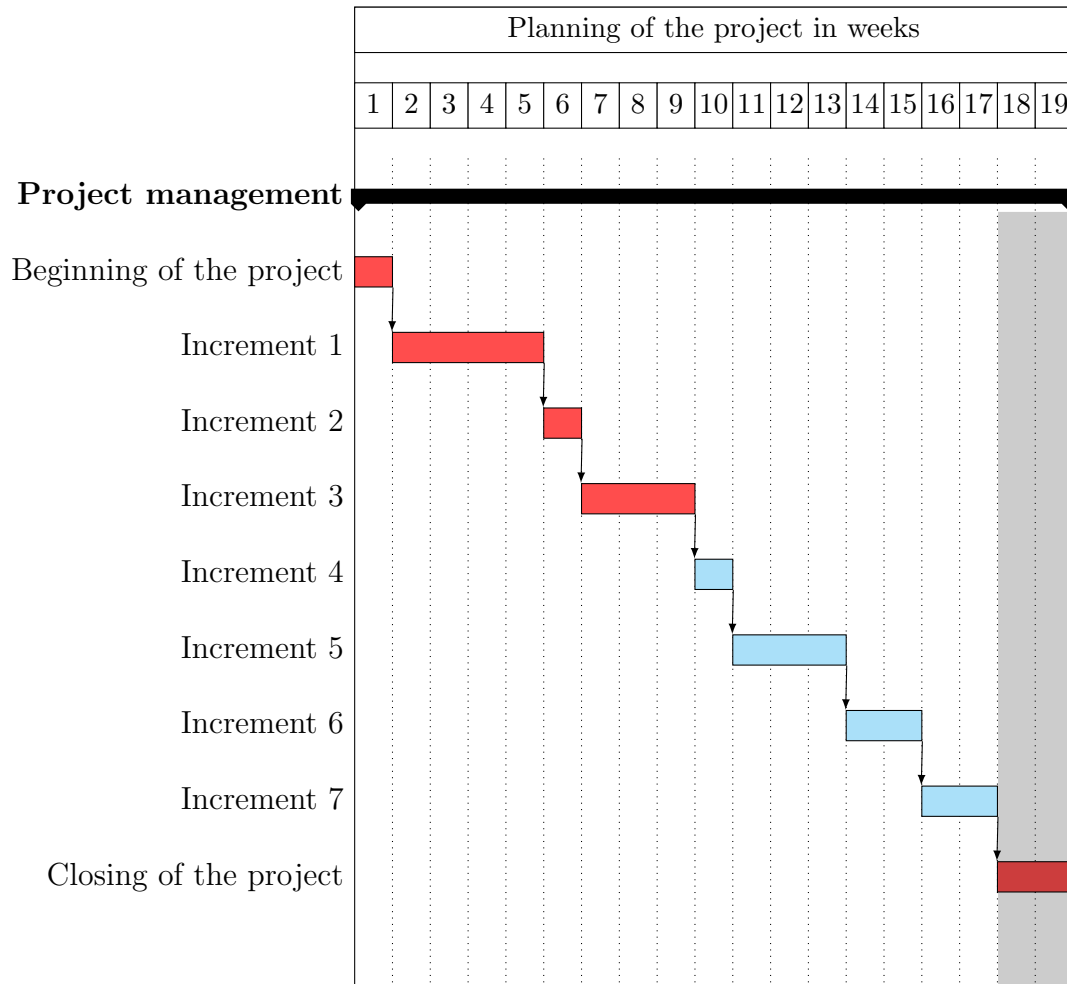 Planning of the project in weeks
1 2 3 4 5 6 7 8 9 10 11 12 13 14 15 16 17 18 19
Project management
Beginning of the project
Increment 1
Increment 2
Increment 3
Increment 4
Increment 5
Increment 6
Increment 7
Closing of the project